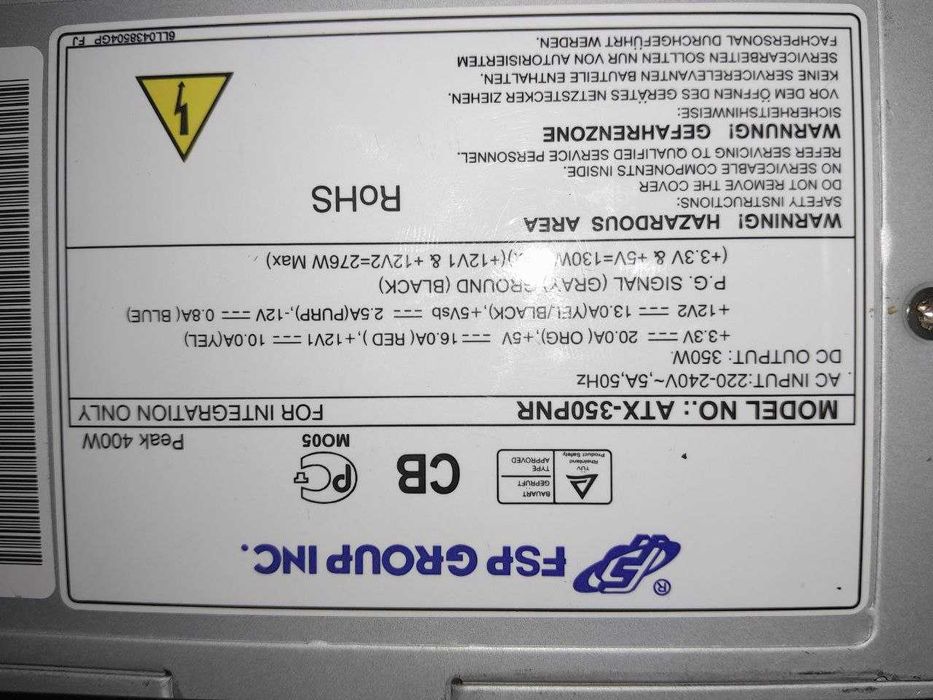 ® FSP GROUP INC.
TÜV Rheinland Product Safety
BAUART GEPRÜFT
TYPE APPROVED
CB
PCT
MO05
Peak 400W
MODEL NO.: ATX-350PNR
FOR INTEGRATION ONLY
AC INPUT:220-240V~,5A,50Hz
DC OUTPUT: 350W.
+3.3V ⎓ 20.0A( ORG),+5V ⎓ 16.0A( RED ),+12V1 ⎓ 10.0A(YEL)
+12V2 ⎓ 13.0A(YEL/BLACK),+5Vsb ⎓ 2.5A(PURP),-12V ⎓ 0.8A( BLUE)
P.G. SIGNAL (GRAY) GROUND (BLACK)
(+3.3V & +5V=130W )(+12V1 & +12V2=276W Max)
WARNING! HAZARDOUS AREA
SAFETY INSTRUCTIONS:
DO NOT REMOVE THE COVER
NO SERVICEABLE COMPONENTS INSIDE.
REFER SERVICING TO QUALIFIED SERVICE PERSONNEL.
RoHS
WARNUNG! GEFAHRENZONE
SICHERHEITSHINWEISE:
VOR DEM ÖFFNEN DES GERÄTES NETZSTECKER ZIEHEN.
KEINE SERVICERELEVANTEN BAUTEILE ENTHALTEN.
SERVICEARBEITEN SOLLTEN NUR VON AUTORISIERTEM
FACHPERSONAL DURCHGEFÜHRT WERDEN.
6LL0438504GP FJ